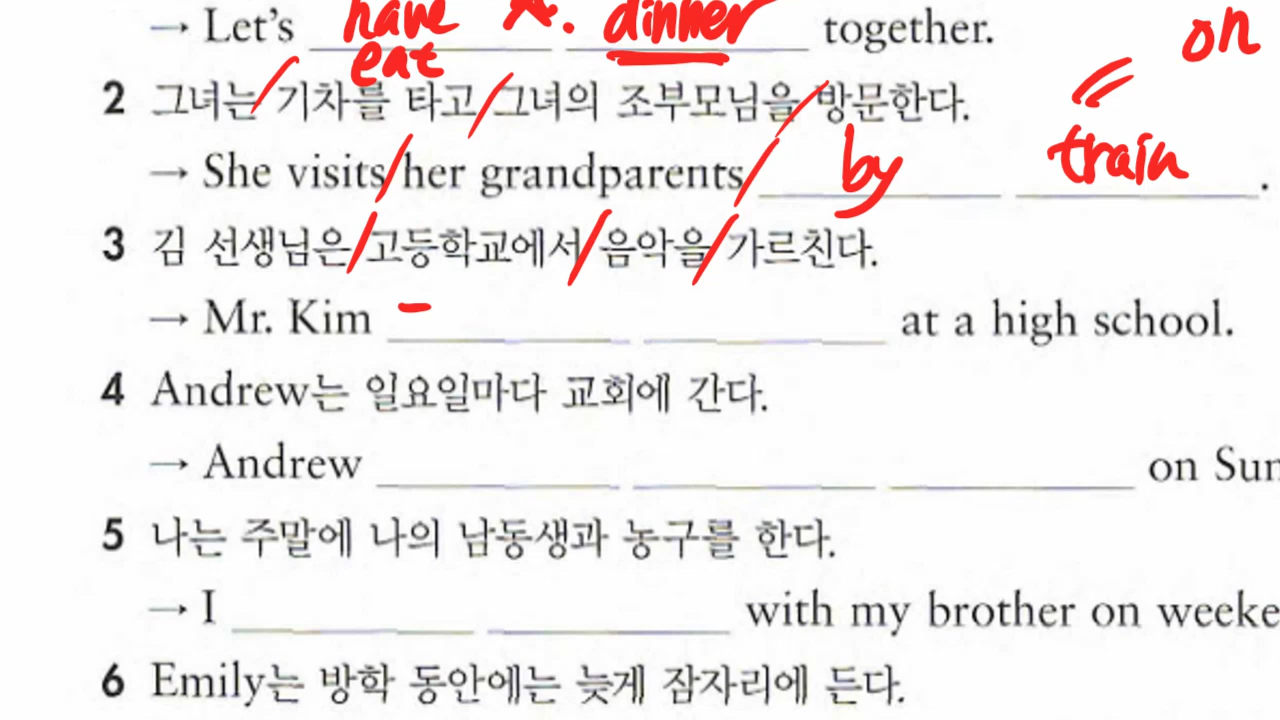 → Let's have dinner together.
eat
on
2 그녀는 기차를 타고 그녀의 조부모님을 방문한다.
→ She visits her grandparents by train.
3 김 선생님은 고등학교에서 음악을 가르친다.
→ Mr. Kim at a high school.
4 Andrew는 일요일마다 교회에 간다.
→ Andrew on Sun
5 나는 주말에 나의 남동생과 농구를 한다.
→ I with my brother on weeke
6 Emily는 방학 동안에는 늦게 잠자리에 든다.